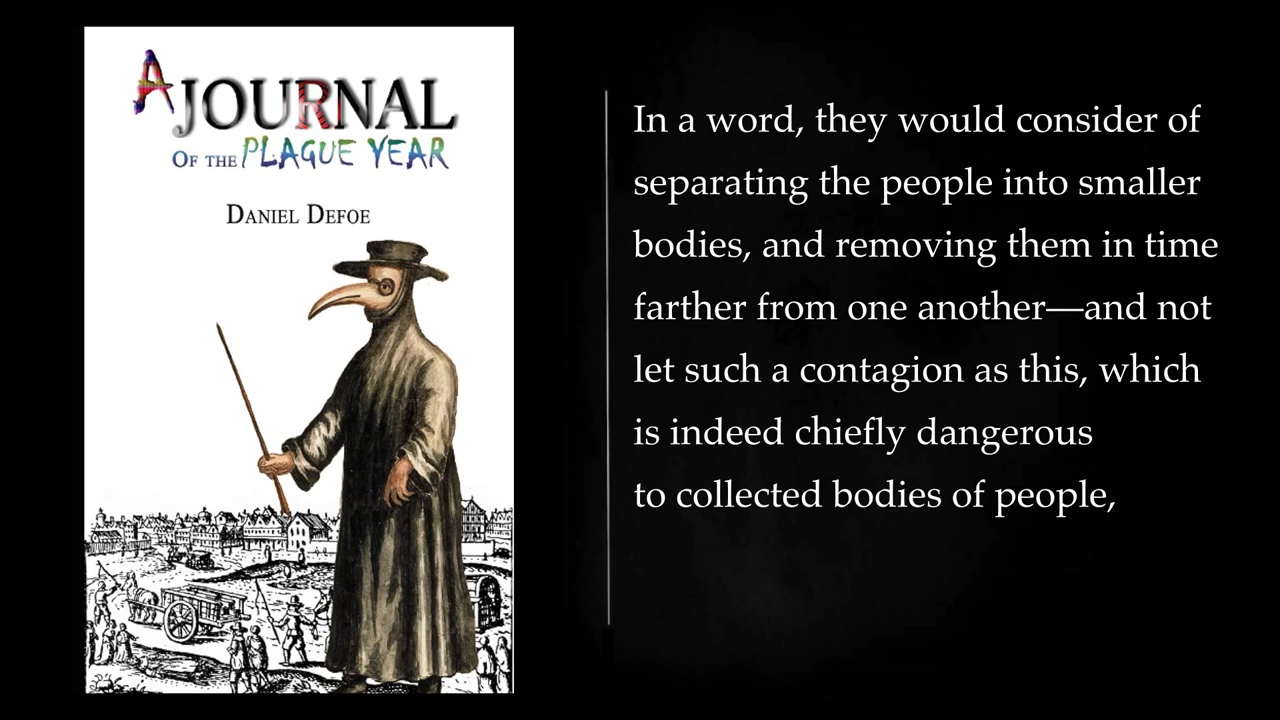 A JOURNAL
OF THE PLAGUE YEAR
DANIEL DEFOE
In a word, they would consider of
separating the people into smaller
bodies, and removing them in time
farther from one another—and not
let such a contagion as this, which
is indeed chiefly dangerous
to collected bodies of people,